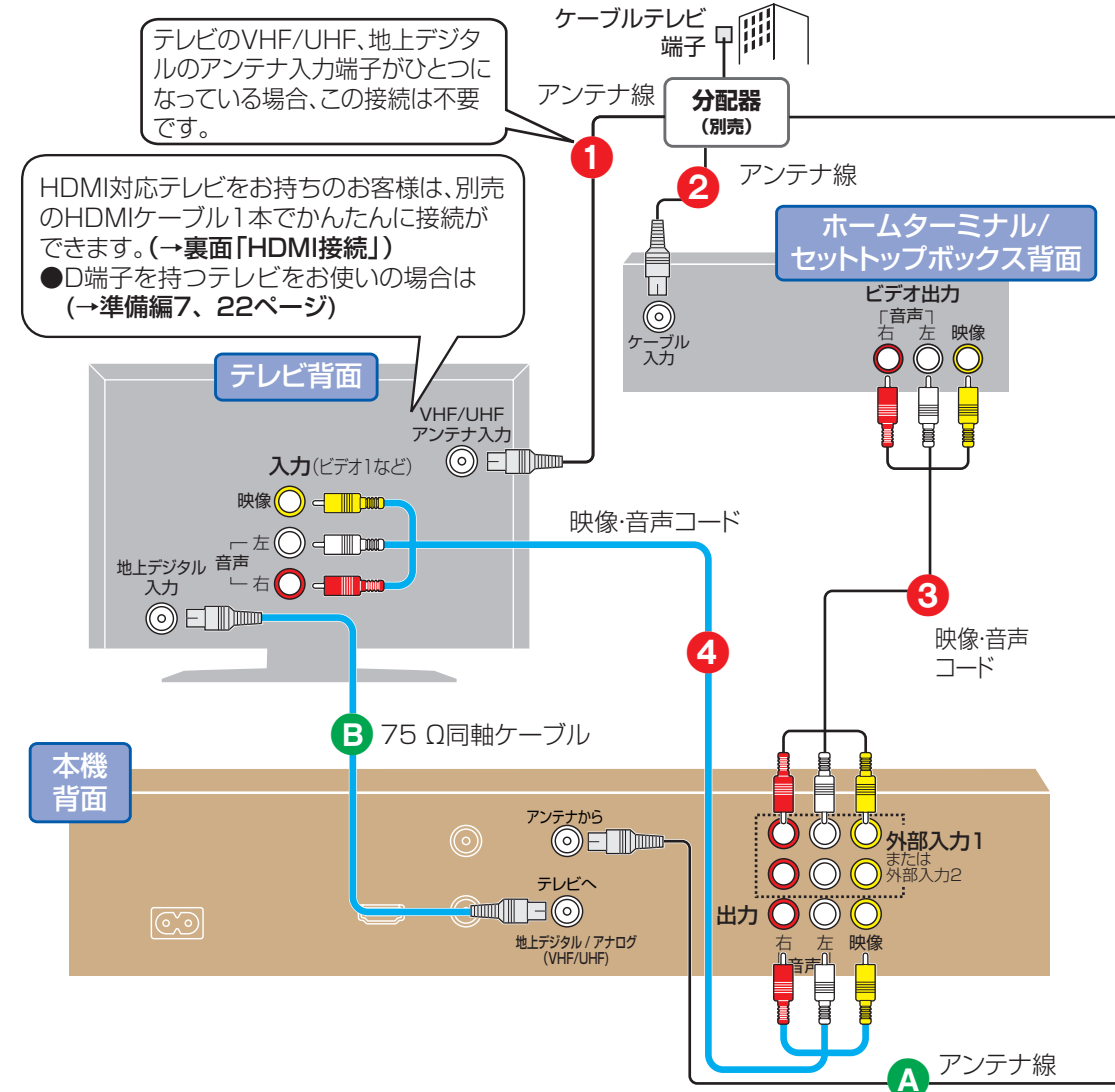 ケーブルテレビ
端子
テレビのVHF/UHF、地上デジタ
ルのアンテナ入力端子がひとつに
なっている場合、この接続は不要
です。
アンテナ線
分配器
(別売)
1
2
アンテナ線
HDMI対応テレビをお持ちのお客様は、別売
のHDMIケーブル1本でかんたんに接続が
できます。(→裏面「HDMI接続」)
●D端子を持つテレビをお使いの場合は
(→準備編7、22ページ)
ホームターミナル/
セットトップボックス背面
ビデオ出力
「音声」
右 左 映像
ケーブル
入力
テレビ背面
VHF/UHF
アンテナ入力
入力(ビデオ1など)
映像
左
音声
右
地上デジタル
入力
映像・音声コード
3
映像・音声
コード
4
B 75 Ω同軸ケーブル
本機
背面
アンテナから
テレビへ
地上デジタル / アナログ
(VHF/UHF)
外部入力1
または
外部入力2
出力
右 左 映像
音声
A アンテナ線